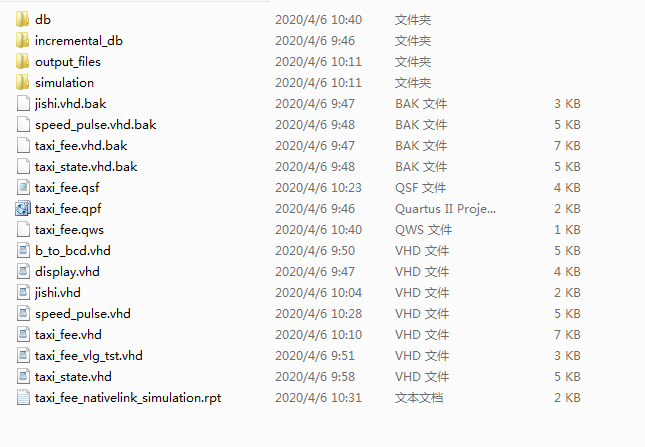 db 2020/4/6 10:40 文件夹
incremental_db 2020/4/6 9:46 文件夹
output_files 2020/4/6 10:11 文件夹
simulation 2020/4/6 10:11 文件夹
jishi.vhd.bak 2020/4/6 9:47 BAK 文件 3 KB
speed_pulse.vhd.bak 2020/4/6 9:48 BAK 文件 5 KB
taxi_fee.vhd.bak 2020/4/6 9:47 BAK 文件 7 KB
taxi_state.vhd.bak 2020/4/6 9:48 BAK 文件 5 KB
taxi_fee.qsf 2020/4/6 10:23 QSF 文件 4 KB
taxi_fee.qpf 2020/4/6 9:46 Quartus II Proje... 2 KB
taxi_fee.qws 2020/4/6 10:40 QWS 文件 1 KB
b_to_bcd.vhd 2020/4/6 9:50 VHD 文件 5 KB
display.vhd 2020/4/6 9:47 VHD 文件 4 KB
jishi.vhd 2020/4/6 10:04 VHD 文件 2 KB
speed_pulse.vhd 2020/4/6 10:28 VHD 文件 5 KB
taxi_fee.vhd 2020/4/6 10:10 VHD 文件 7 KB
taxi_fee_vlg_tst.vhd 2020/4/6 9:51 VHD 文件 3 KB
taxi_state.vhd 2020/4/6 9:58 VHD 文件 5 KB
taxi_fee_nativelink_simulation.rpt 2020/4/6 10:31 文本文档 2 KB